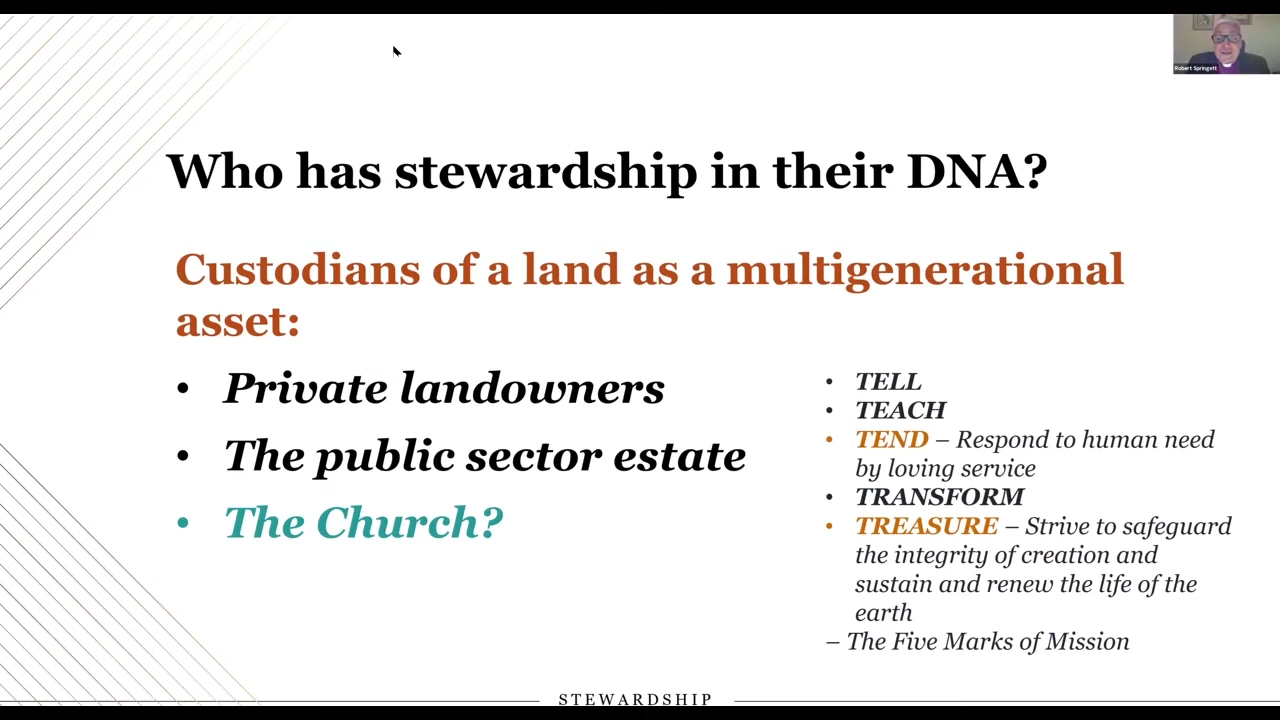 Robert Springett
Who has stewardship in their DNA?
Custodians of a land as a multigenerational
asset:
• Private landowners
• The public sector estate
• The Church?
• TELL
• TEACH
• TEND – Respond to human need
by loving service
• TRANSFORM
• TREASURE – Strive to safeguard
the integrity of creation and
sustain and renew the life of the
earth
– The Five Marks of Mission
STEWARDSHIP